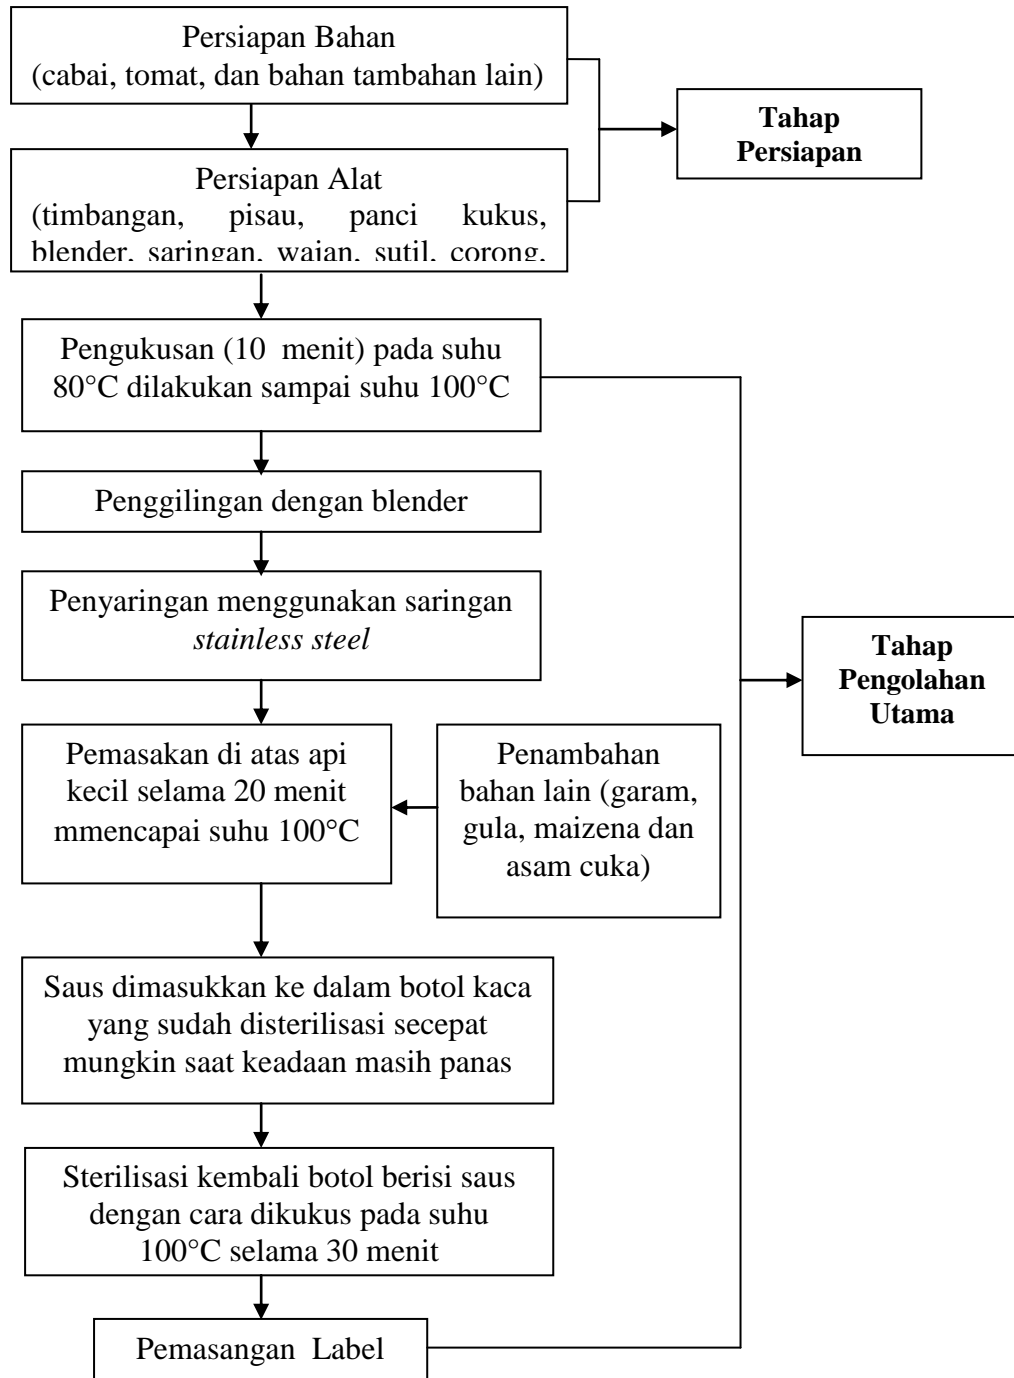 Persiapan Bahan
(cabai, tomat, dan bahan tambahan lain)
Tahap
Persiapan
Persiapan Alat
(timbangan, pisau, panci kukus,
blender, saringan, wajan, sutil, corong,
Pengukusan (10 menit) pada suhu
80°C dilakukan sampai suhu 100°C
Penggilingan dengan blender
Penyaringan menggunakan saringan
stainless steel
Tahap
Pengolahan
Utama
Pemasakan di atas api
kecil selama 20 menit
mmencapai suhu 100°C
Penambahan
bahan lain (garam,
gula, maizena dan
asam cuka)
Saus dimasukkan ke dalam botol kaca
yang sudah disterilisasi secepat
mungkin saat keadaan masih panas
Sterilisasi kembali botol berisi saus
dengan cara dikukus pada suhu
100°C selama 30 menit
Pemasangan Label